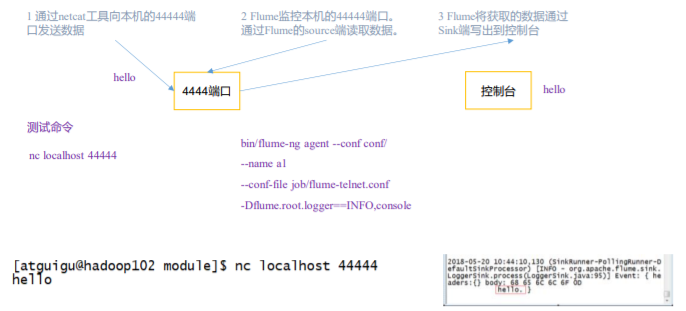 1 通过netcat工具向本机的44444端
口发送数据
2 Flume监控本机的44444端口。
通过Flume的source端读取数据。
3 Flume将获取的数据通过
Sink端写出到控制台
hello
4444端口
控制台
hello
测试命令
nc localhost 44444
bin/flume-ng agent --conf conf/
--name a1
--conf-file job/flume-telnet.conf
-Dflume.root.logger==INFO,console
[atguigu@hadoop102 module]$ nc localhost 44444
hello
2018-05-20 10:44:10,130 (SinkRunner-PollingRunner-D
efaultSinkProcessor) [INFO - org.apache.flume.sink.
LoggerSink.process(LoggerSink.java:95)] Event: { he
aders:{} body: 68 65 6C 6C 6F 0D
hello. }